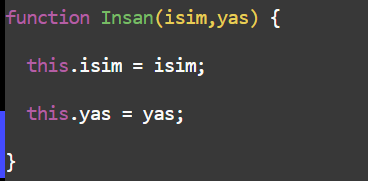 function Insan(isim,yas) {
this.isim = isim;
this.yas = yas;
}